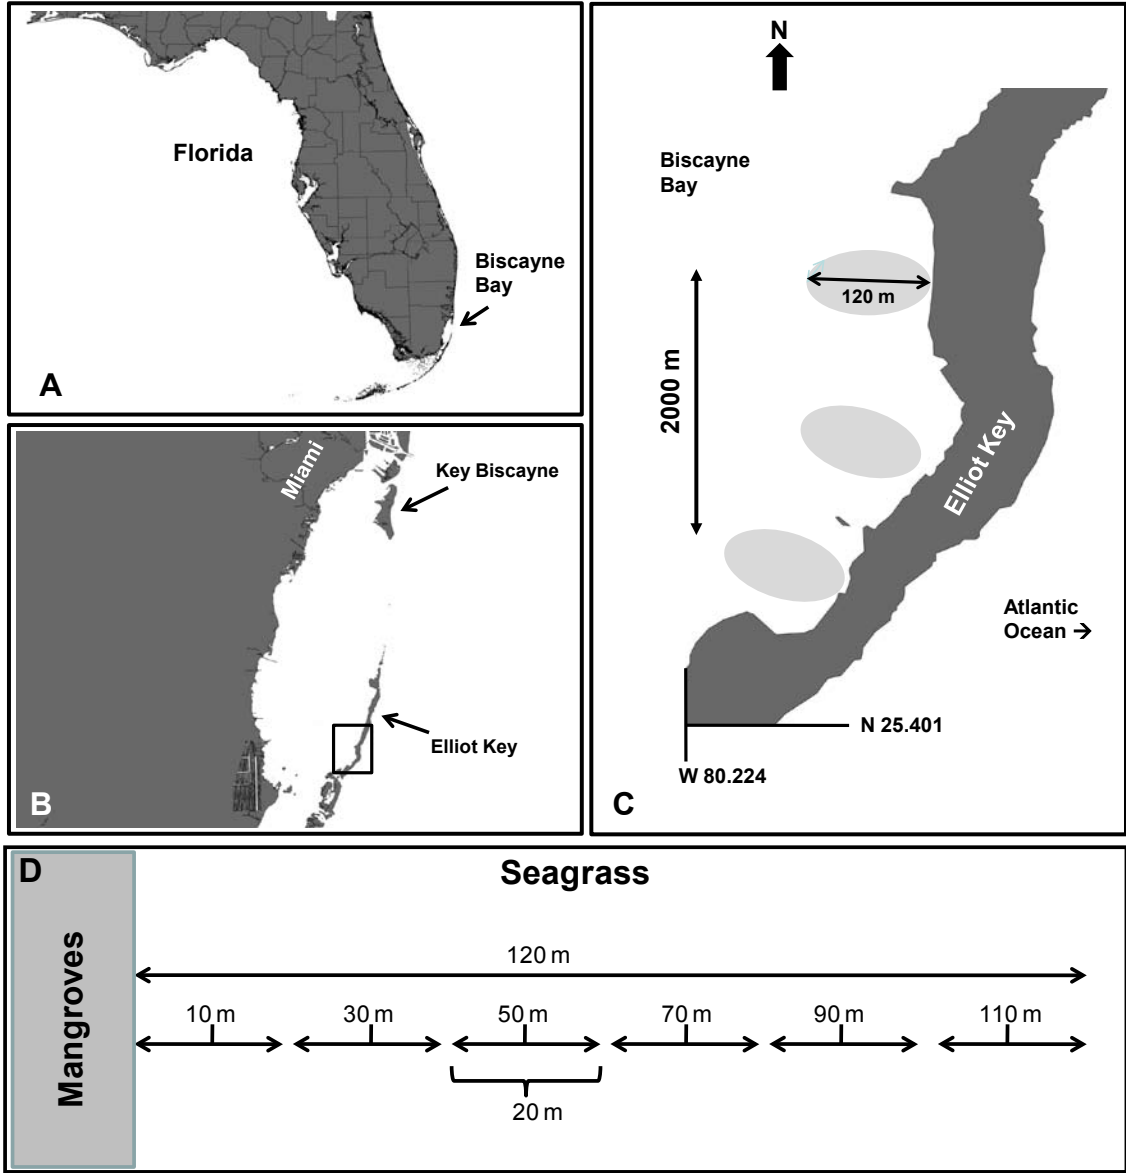 Florida
Biscayne
Bay
A
Miami
Key Biscayne
Elliot Key
B
N
Biscayne
Bay
120 m
2000 m
Elliot Key
Atlantic
Ocean →
N 25.401
W 80.224
C
D
Seagrass
Mangroves
120 m
10 m 30 m 50 m 70 m 90 m 110 m
20 m